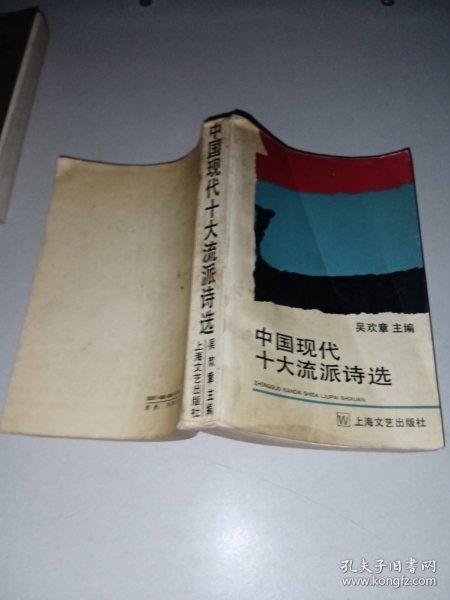 中国现代十大流派诗选
吴欢章主编
上海文艺出版社
吴欢章 主编
中国现代
十大流派诗选
ZHONGGUO XIANDAI SHIDA LIUPAI SHIXUAN
W 上海文艺出版社
孔夫子旧书网
www.kongfz.com